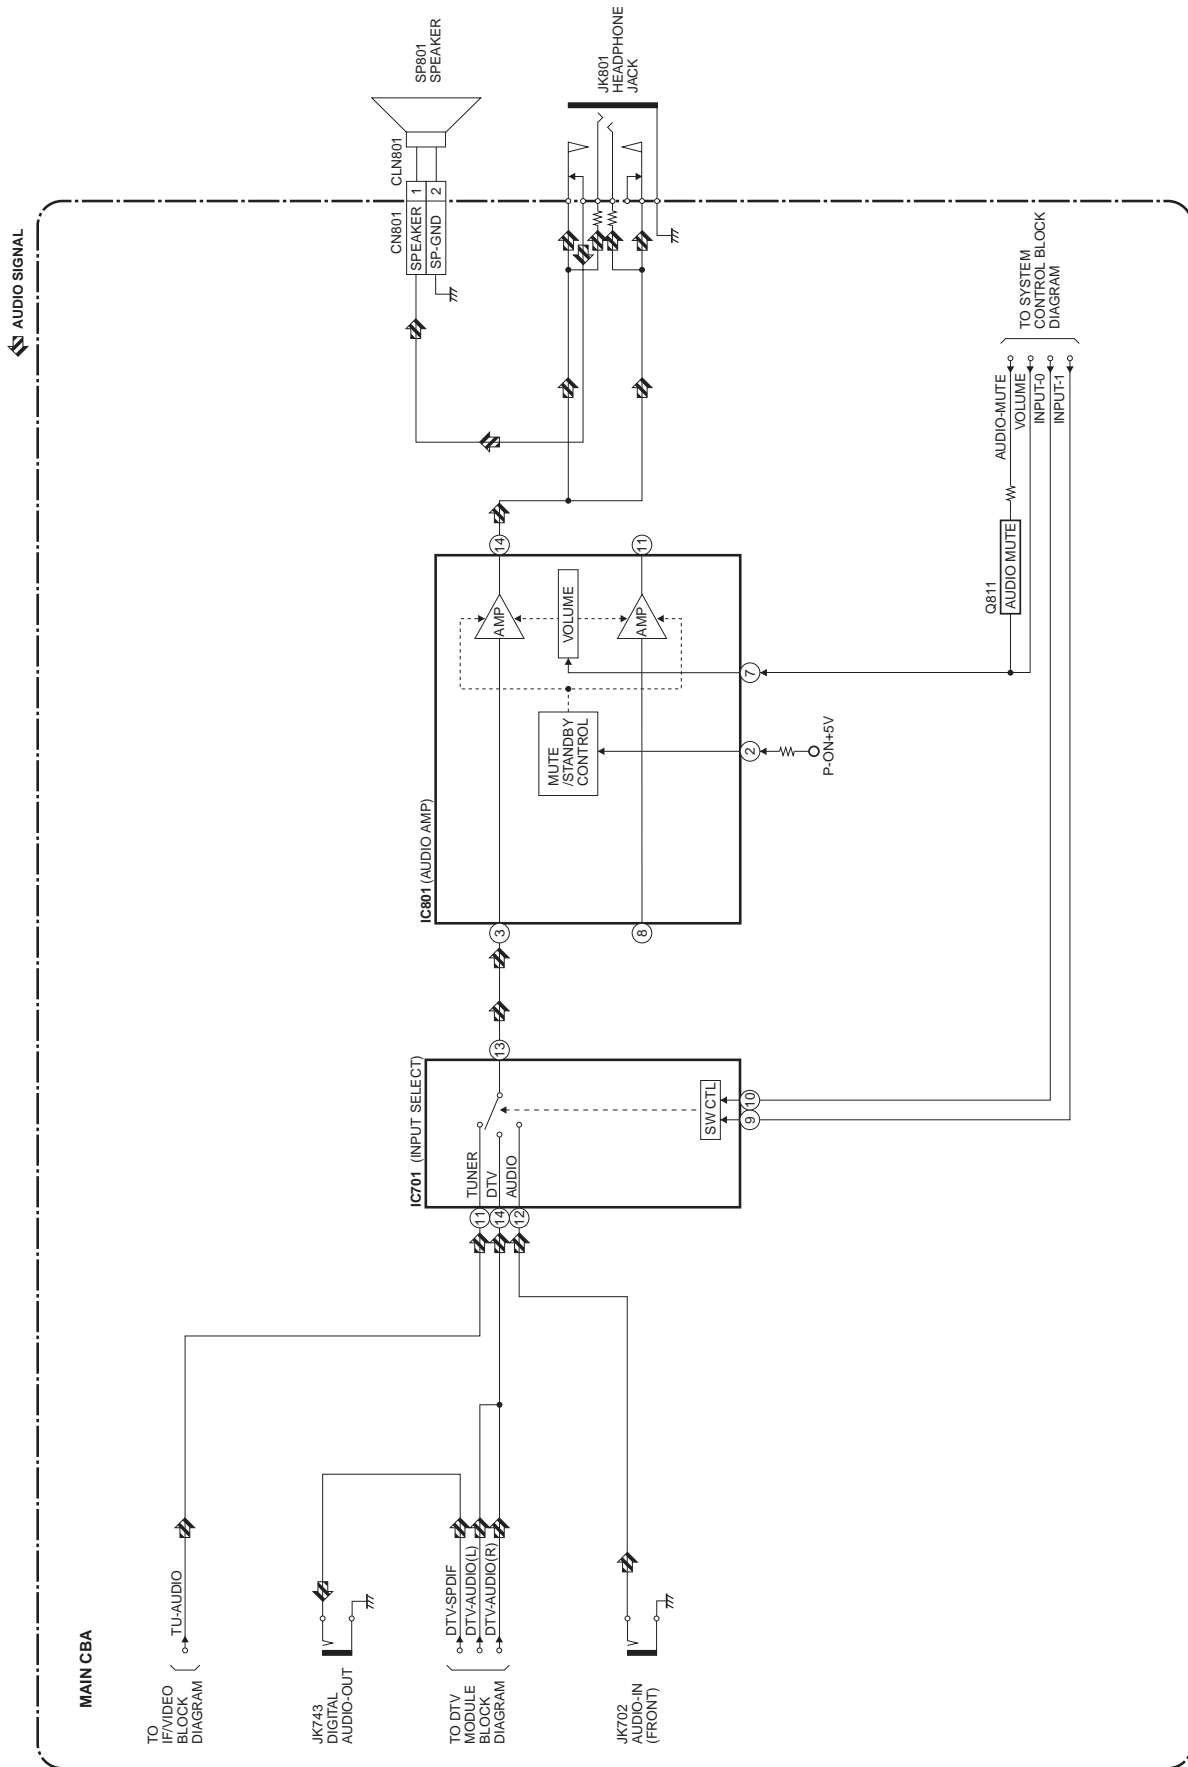 AUDIO SIGNAL
MAIN CBA
TO
IF/VIDEO
BLOCK
DIAGRAM
TU-AUDIO
JK743
DIGITAL
AUDIO-OUT
TO DTV
MODULE
BLOCK
DIAGRAM
DTV-SPDIF
DTV-AUDIO(L)
DTV-AUDIO(R)
JK702
AUDIO-IN
(FRONT)
IC701 (INPUT SELECT)
11
14
12
TUNER
DTV
AUDIO
13
SW CTL
9
10
IC801 (AUDIO AMP)
3
8
AMP
AMP
MUTE
/STANDBY
CONTROL
VOLUME
14
11
2
7
P-ON+5V
Q811
AUDIO MUTE
AUDIO-MUTE
VOLUME
INPUT-0
INPUT-1
TO SYSTEM
CONTROL BLOCK
DIAGRAM
CN801
SPEAKER 1
SP-GND 2
CLN801
SP801
SPEAKER
JK801
HEADPHONE
JACK